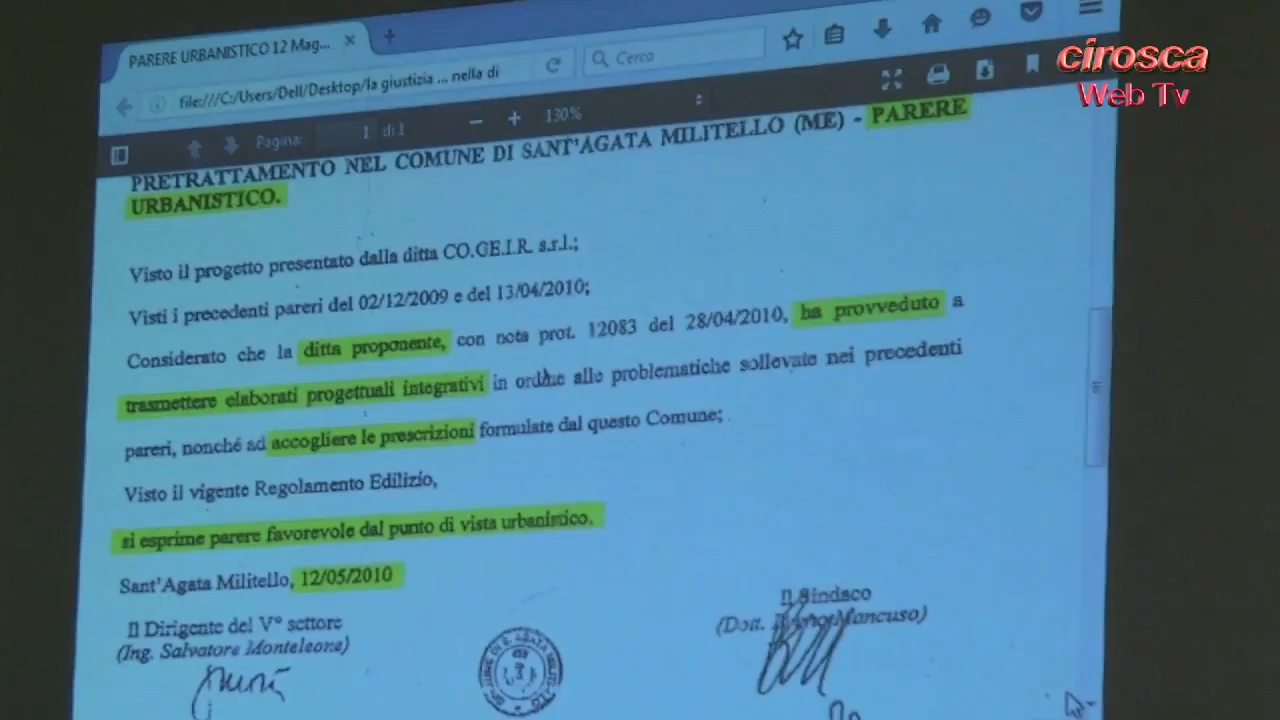 PARERE URBANISTICO 12 Mag...
file:///C:/Users/Dell/Desktop/la giustizia ... nella di
Cerca
cirosca
Web Tv
Pagina: 1 di 1
130%
PRETRATTAMENTO NEL COMUNE DI SANT'AGATA MILITELLO (ME) - PARERE
URBANISTICO.
Visto il progetto presentato dalla ditta CO.GE.I.R. s.r.l.;
Visti i precedenti pareri del 02/12/2009 e del 13/04/2010;
Considerato che la ditta proponente, con nota prot. 12083 del 28/04/2010, ha provveduto a
trasmettere elaborati progettuali integrativi in ordine alle problematiche sollevate nei precedenti
pareri, nonché ad accogliere le prescrizioni formulate dal questo Comune;
Visto il vigente Regolamento Edilizio,
si esprime parere favorevole dal punto di vista urbanistico.
Sant'Agata Militello, 12/05/2010
Il Dirigente del V° settore
(Ing. Salvatore Monteleone)
Il Sindaco
(Dott. Mancuso)